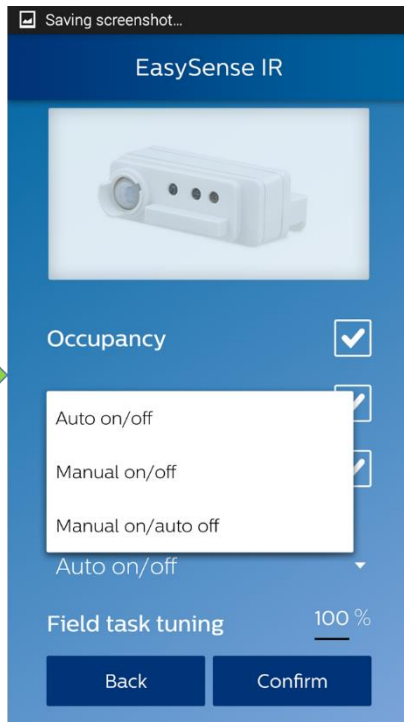 Saving screenshot...
EasySense IR
Occupancy
Auto on/off
Manual on/off
Manual on/auto off
Auto on/off
Field task tuning 100 %
Back Confirm